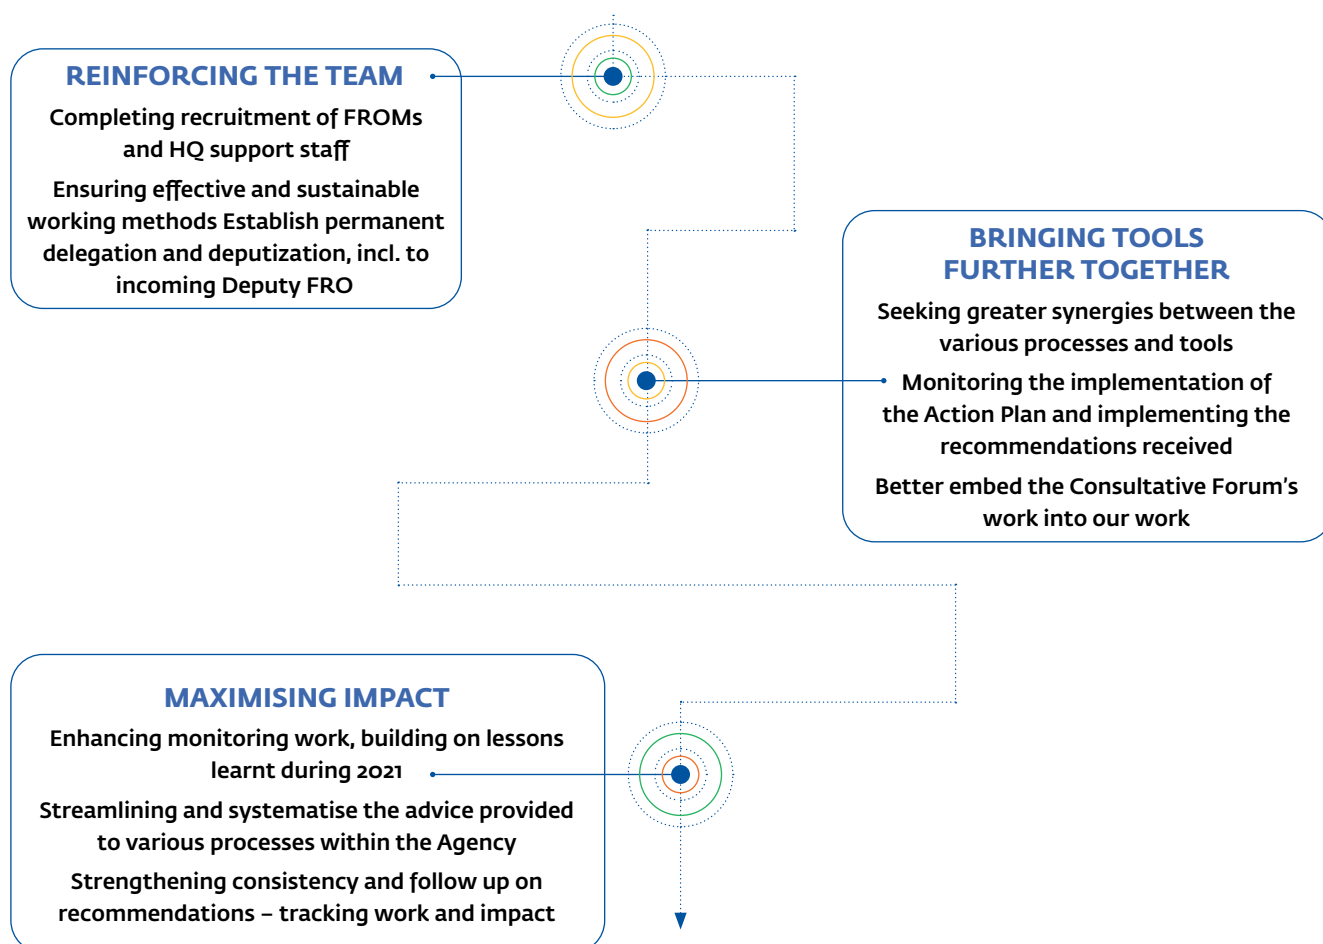 REINFORCING THE TEAM
Completing recruitment of FROMs
and HQ support staff
Ensuring effective and sustainable
working methods Establish permanent
delegation and deputization, incl. to
incoming Deputy FRO
BRINGING TOOLS
FURTHER TOGETHER
Seeking greater synergies between the
various processes and tools
Monitoring the implementation of
the Action Plan and implementing the
recommendations received
Better embed the Consultative Forum's
work into our work
MAXIMISING IMPACT
Enhancing monitoring work, building on lessons
learnt during 2021
Streamlining and systematise the advice provided
to various processes within the Agency
Strengthening consistency and follow up on
recommendations – tracking work and impact